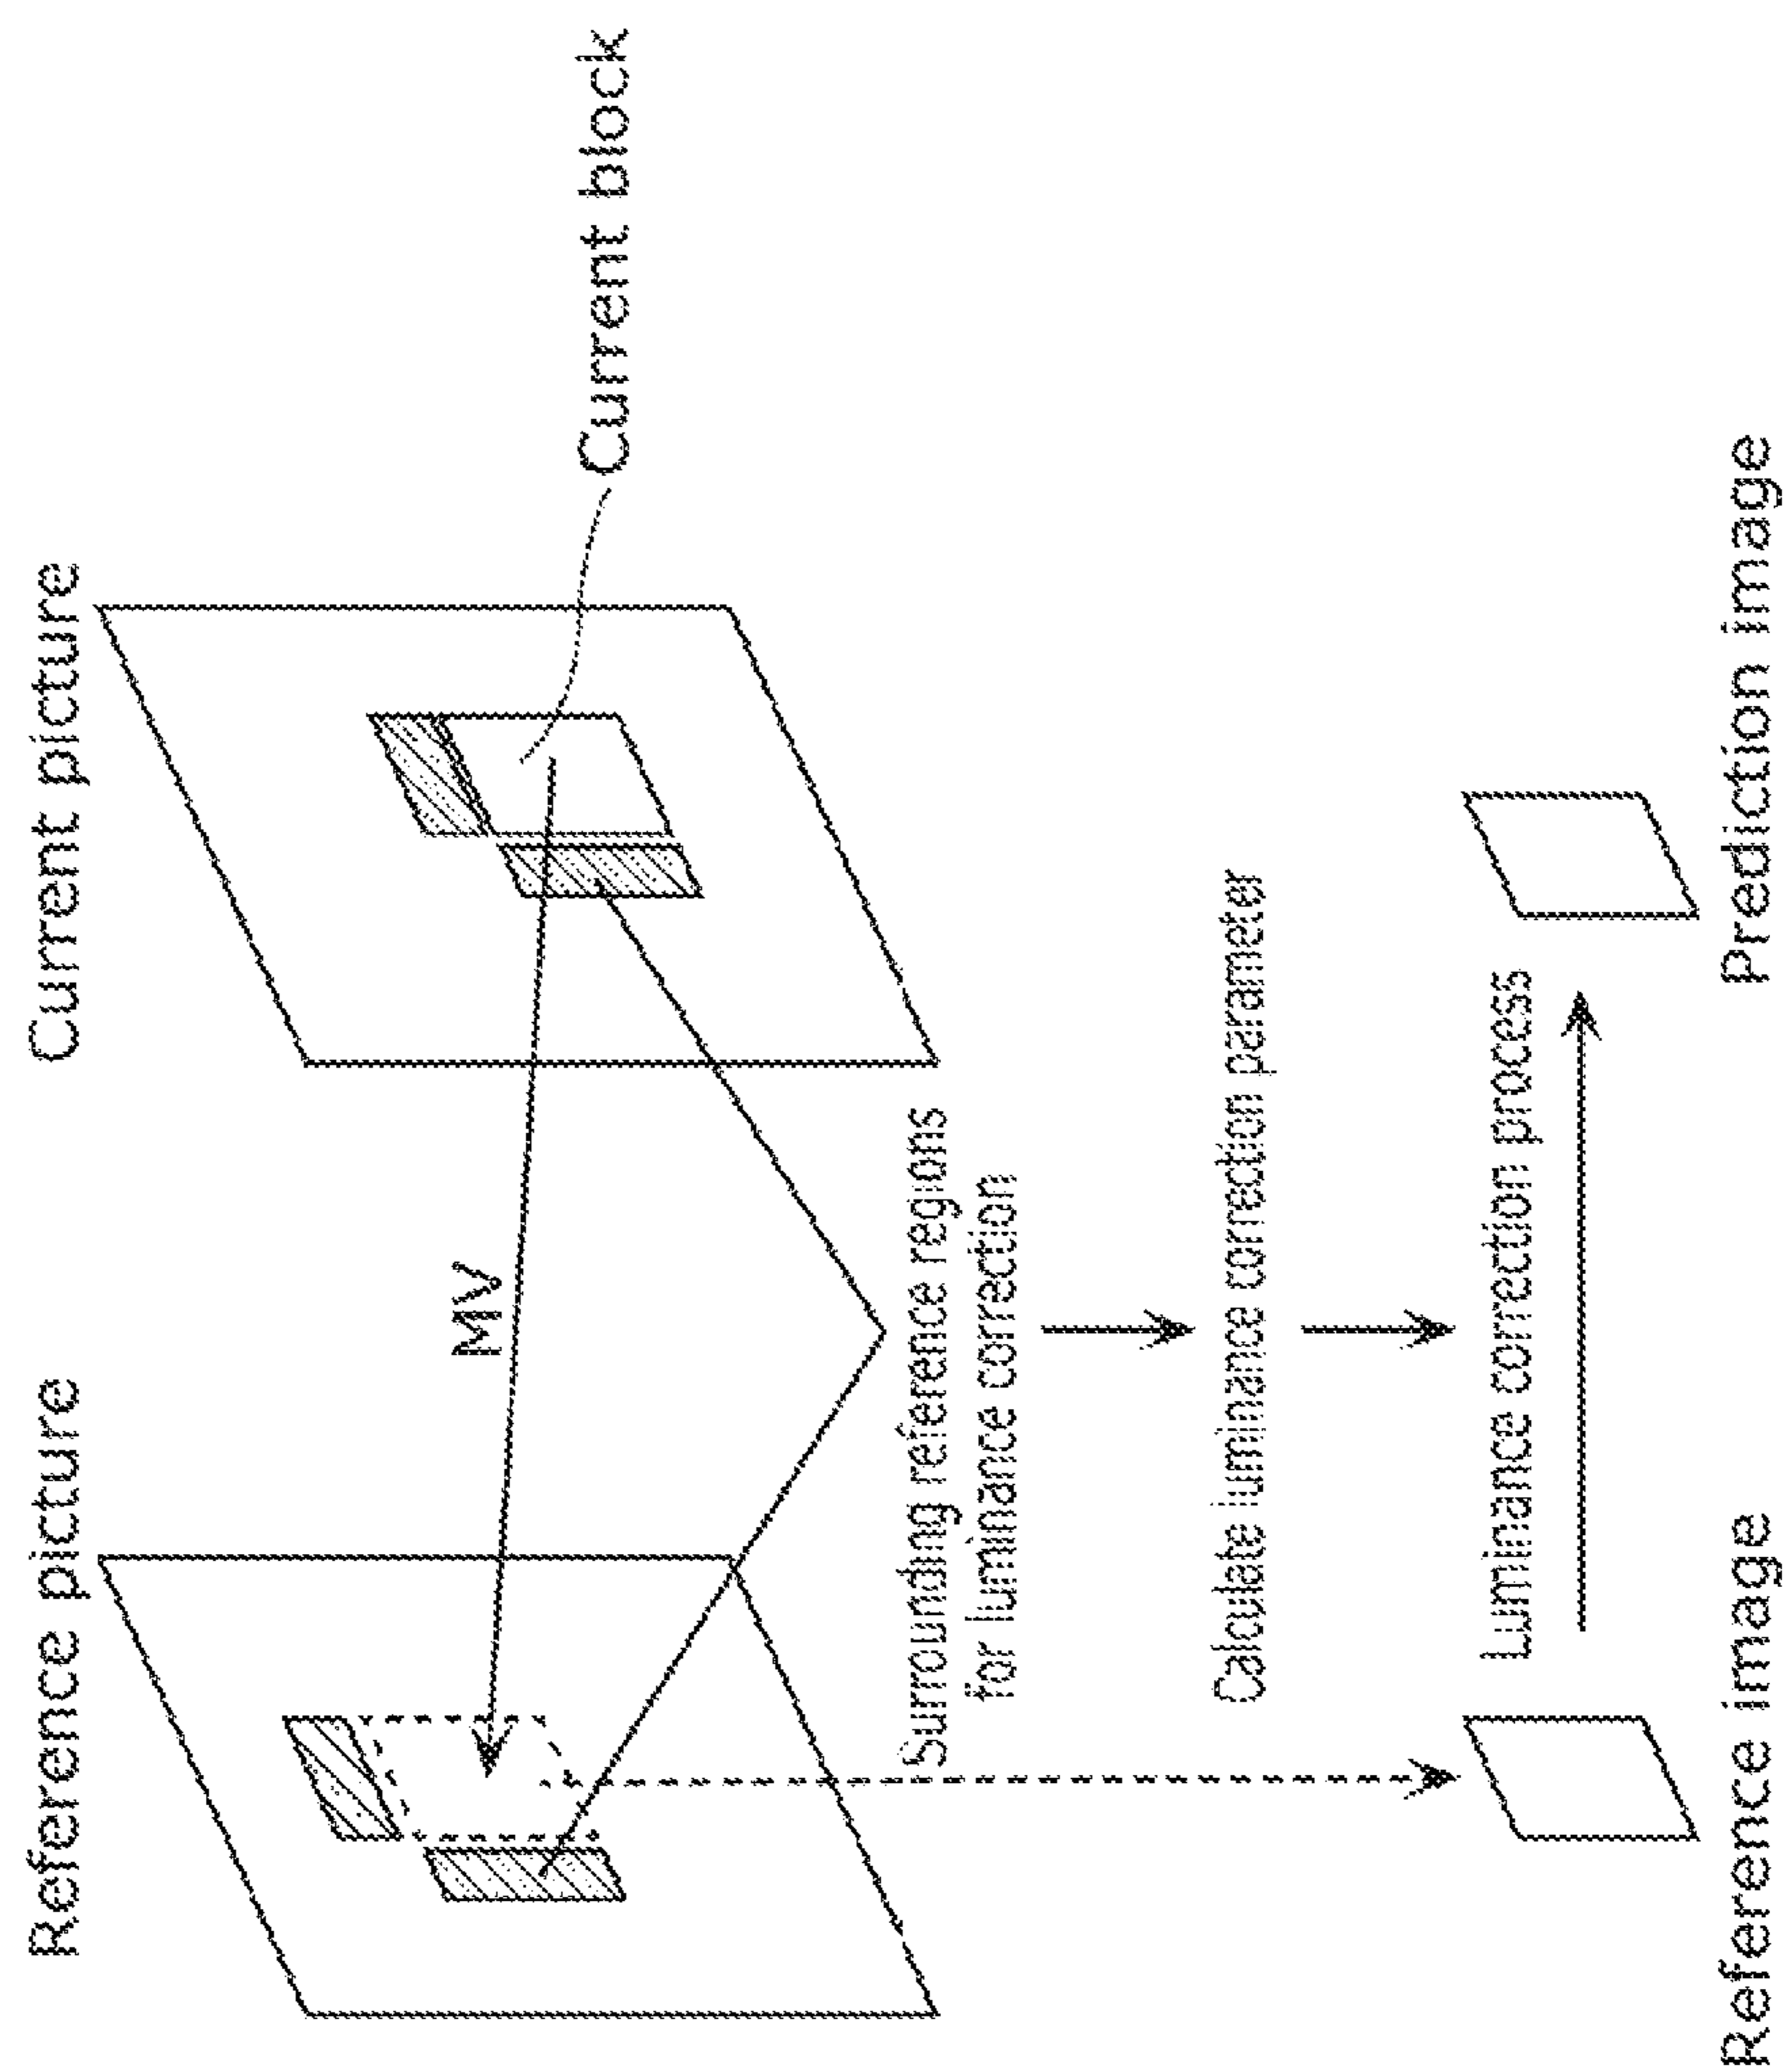 Reference picture
Current picture
MV
Current block
Surrounding reference regions
for luminance correction
Calculate luminance correction parameter
Luminance correction process
Reference image
Prediction image